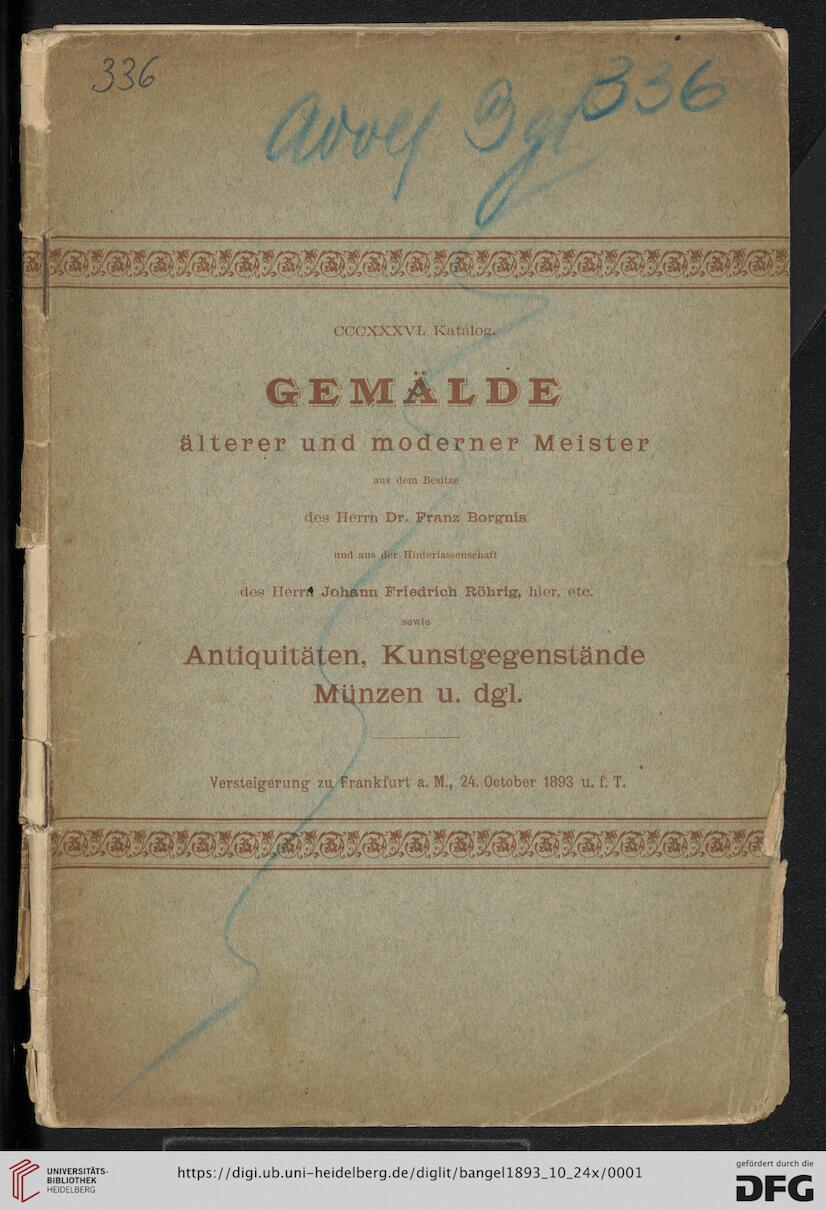 336
Adolf Bgl 336
CCCXXXVI. Katalog.
GEMÄLDE
älterer und moderner Meister
aus dem Besitze
des Herrn Dr. Franz Borgnis
und aus der Hinterlassenschaft
des Herrn Johann Friedrich Röhrig, hier, etc.
sowie
Antiquitäten, Kunstgegenstände
Münzen u. dgl.
Versteigerung zu Frankfurt a. M., 24. October 1893 u. f. T.
UNIVERSITÄTS-
BIBLIOTHEK
HEIDELBERG
https://digi.ub.uni-heidelberg.de/diglit/bangel1893_10_24x/0001
gefördert durch die
DFG